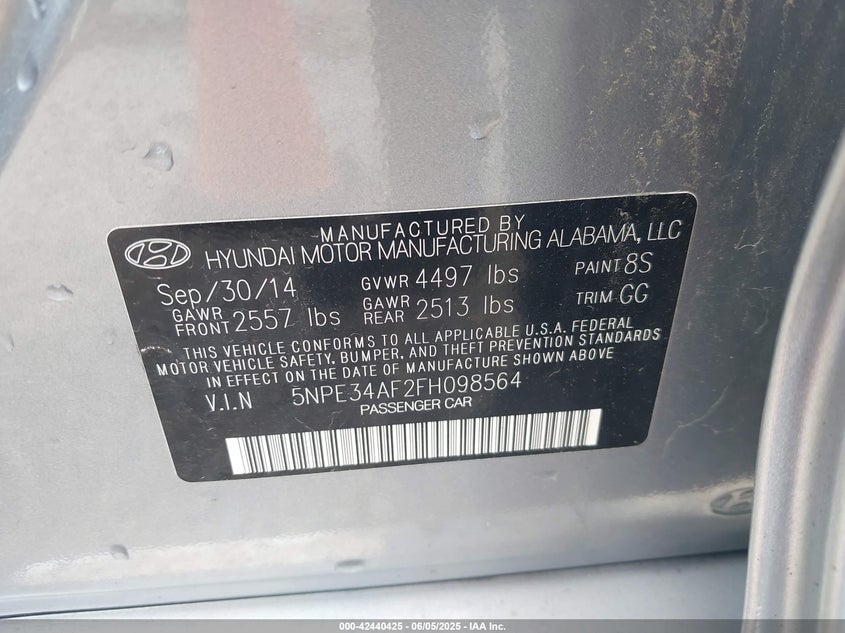 MANUFACTURED BY
HYUNDAI MOTOR MANUFACTURING ALABAMA, LLC
Sep/30/14 GVWR 4497 lbs PAINT 8S
GAWR FRONT 2557 lbs GAWR REAR 2513 lbs TRIM GG
THIS VEHICLE CONFORMS TO ALL APPLICABLE U.S.A. FEDERAL
MOTOR VEHICLE SAFETY, BUMPER, AND THEFT PREVENTION STANDARDS
IN EFFECT ON THE DATE OF MANUFACTURE SHOWN ABOVE
V.I.N 5NPE34AF2FH098564
PASSENGER CAR
000-42440425 - 06/05/2025 - IAA Inc.